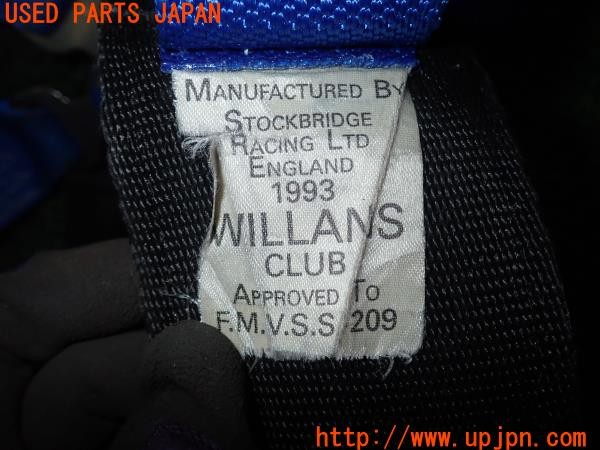 USED PARTS JAPAN
MANUFACTURED BY
STOCKBRIDGE
RACING LTD
ENGLAND
1993
WILLANS
CLUB
APPROVED TO
F.M.V.S.S. 209
http://www.upjpn.com